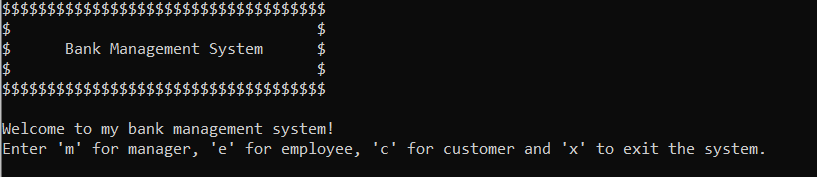 $$$$$$$$$$$$$$$$$$$$$$$$$$$$$$$$$$$$
$                                  $
$      Bank Management System      $
$                                  $
$$$$$$$$$$$$$$$$$$$$$$$$$$$$$$$$$$$$
Welcome to my bank management system!
Enter 'm' for manager, 'e' for employee, 'c' for customer and 'x' to exit the system.